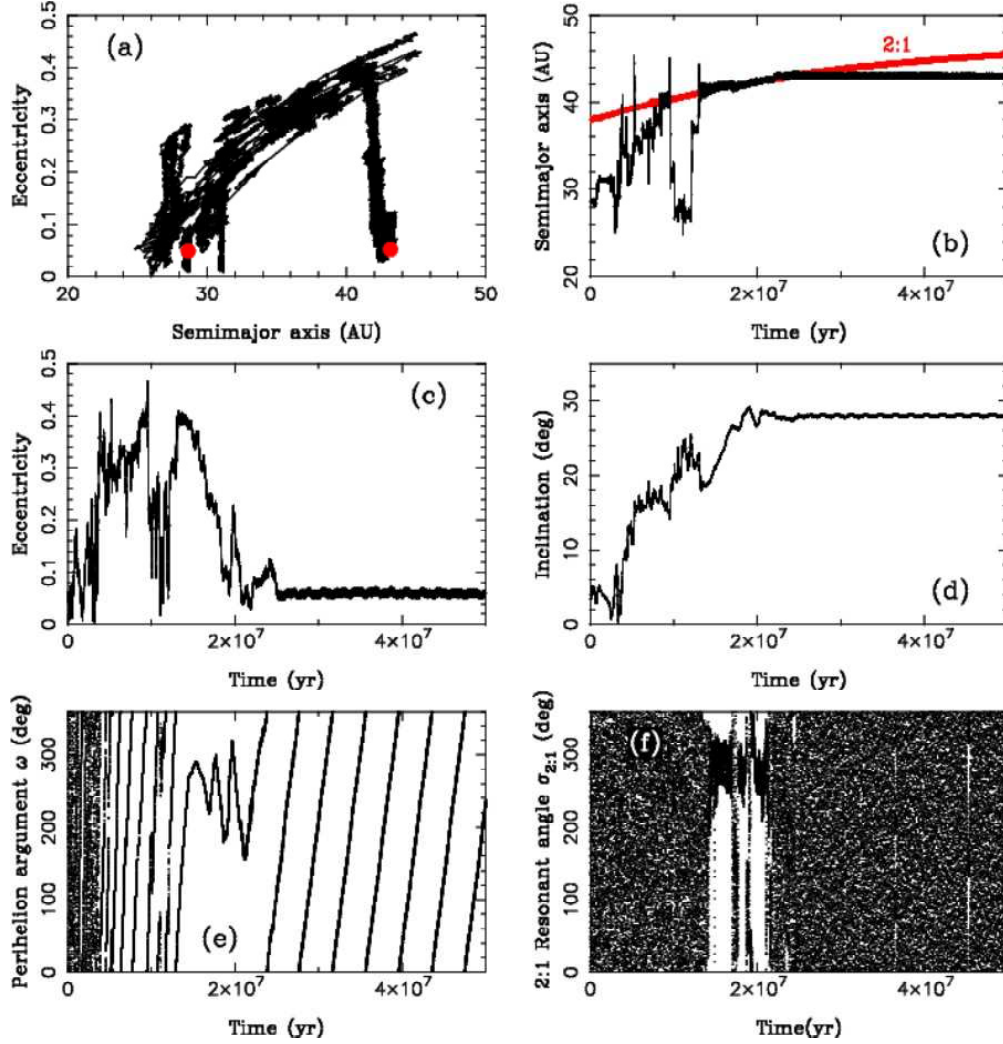 (a)
Eccentricity
0.5
0.4
0.3
0.2
0.1
0
20
30
40
50
Semimajor axis (AU)
(b)
2:1
Semimajor axis (AU)
50
40
30
20
0
2×10⁷
4×10⁷
Time (yr)
(c)
Eccentricity
0.5
0.4
0.3
0.2
0.1
0
0
2×10⁷
4×10⁷
Time (yr)
(d)
Inclination (deg)
30
20
10
0
0
2×10⁷
4×10⁷
Time (yr)
(e)
Perihelion argument ω (deg)
300
200
100
0
0
2×10⁷
4×10⁷
Time (yr)
(f)
2:1 Resonant angle σ₂:₁ (deg)
300
200
100
0
0
2×10⁷
4×10⁷
Time(yr)